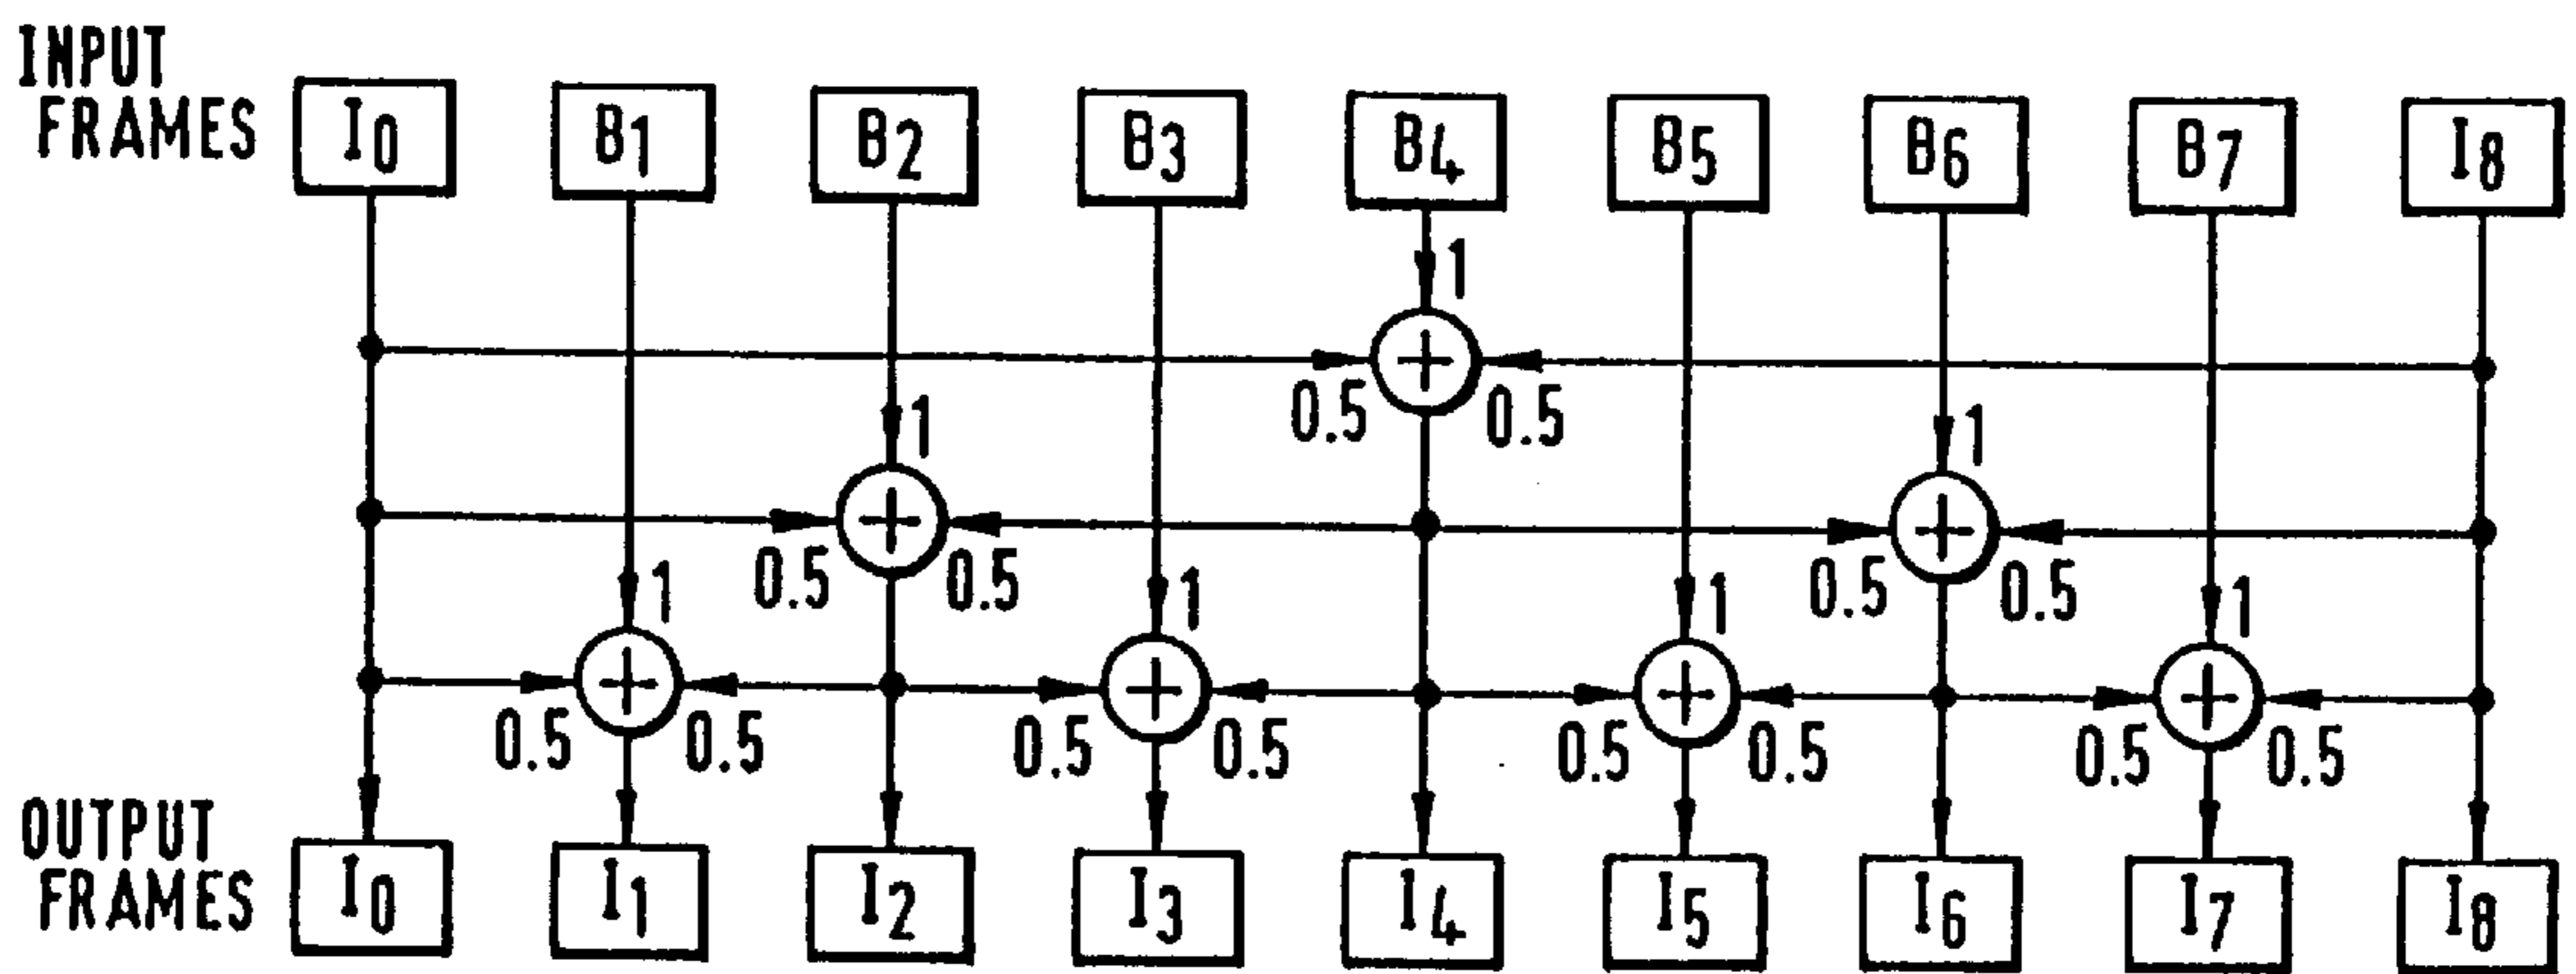 INPUT
FRAMES
I0 B1 B2 B3 B4 B5 B6 B7 I8
1
0.5 0.5
1 1
0.5 0.5 0.5 0.5
1 1 1 1
0.5 0.5 0.5 0.5 0.5 0.5 0.5 0.5
OUTPUT
FRAMES
I0 I1 I2 I3 I4 I5 I6 I7 I8